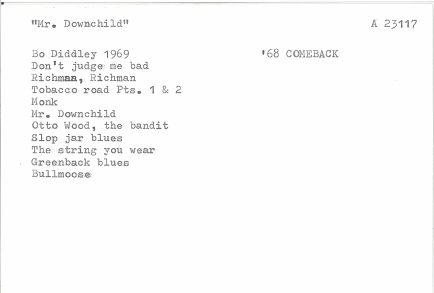 "Mr. Downchild" A 23117
Bo Diddley 1969 '68 COMEBACK
Don't judge me bad
Richman, Richman
Tobacco road Pts. 1 & 2
Monk
Mr. Downchild
Otto Wood, the bandit
Slop jar blues
The string you wear
Greenback blues
Bullmoose